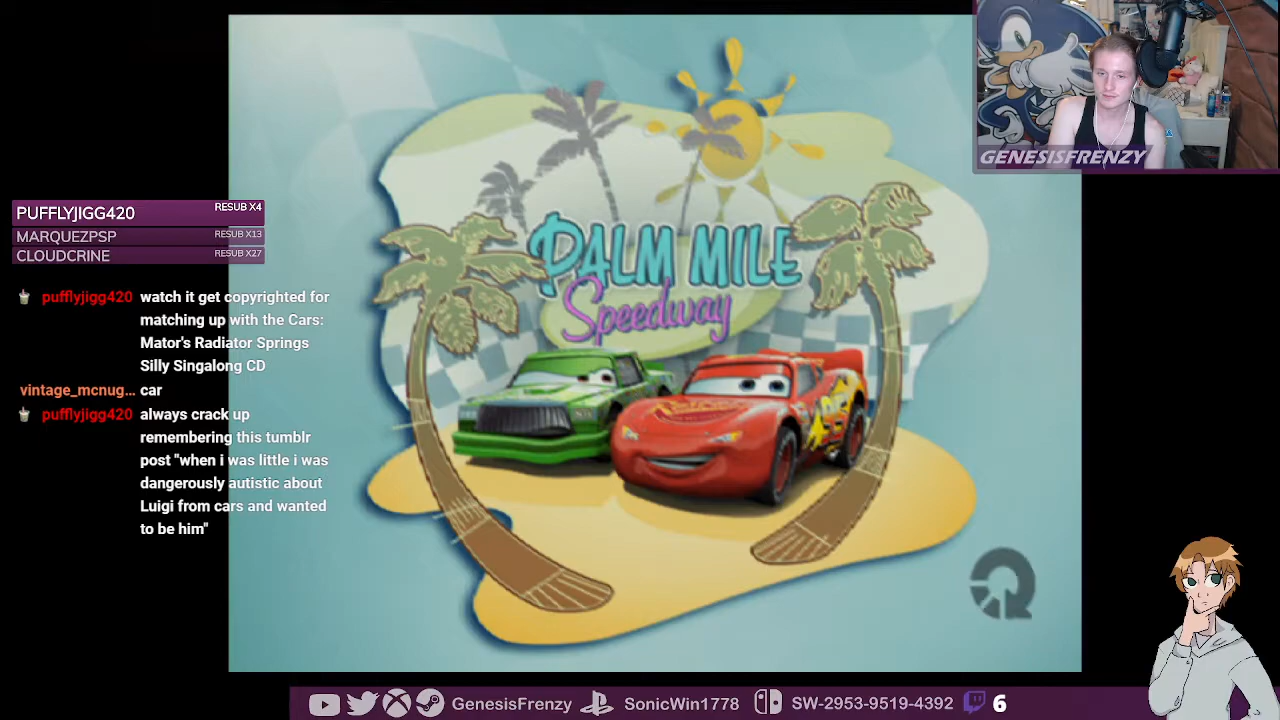 GENESISFRENZY
PUFFLYJIGG420 RESUB X4
MARQUEZPSP RESUB X13
CLOUDCRINE RESUB X27
pufflyjigg420 watch it get copyrighted for
matching up with the Cars:
Mator's Radiator Springs
Silly Singalong CD
vintage_mcnug... car
pufflyjigg420 always crack up
remembering this tumblr
post "when i was little i was
dangerously autistic about
Luigi from cars and wanted
to be him"
PALM MILE
Speedway
GenesisFrenzy SonicWin1778 SW-2953-9519-4392 6